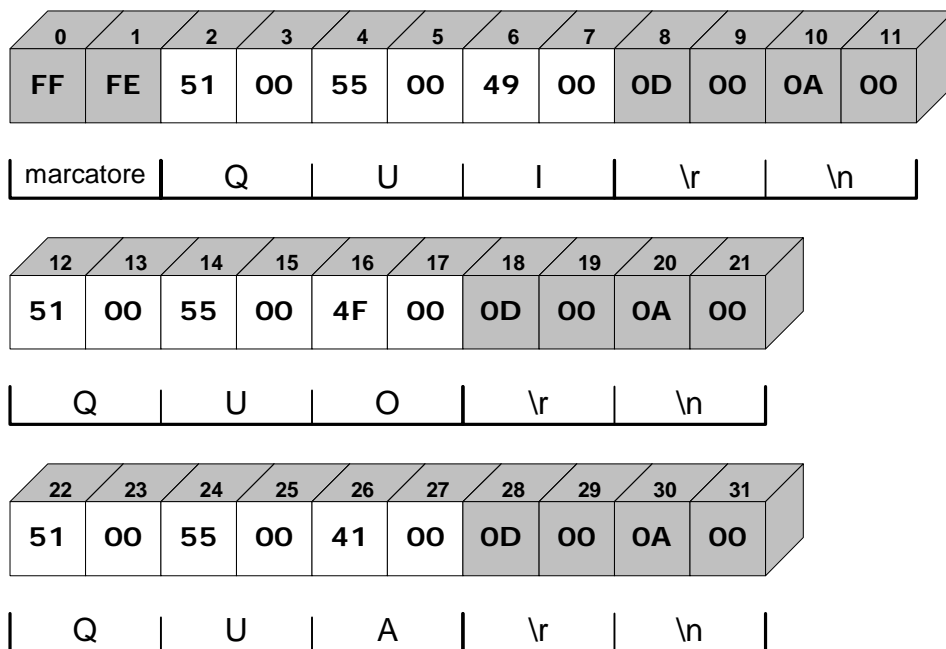 0 1 2 3 4 5 6 7 8 9 10 11
FF FE 51 00 55 00 49 00 0D 00 0A 00
marcatore Q U I \r \n
12 13 14 15 16 17 18 19 20 21
51 00 55 00 4F 00 0D 00 0A 00
Q U O \r \n
22 23 24 25 26 27 28 29 30 31
51 00 55 00 41 00 0D 00 0A 00
Q U A \r \n